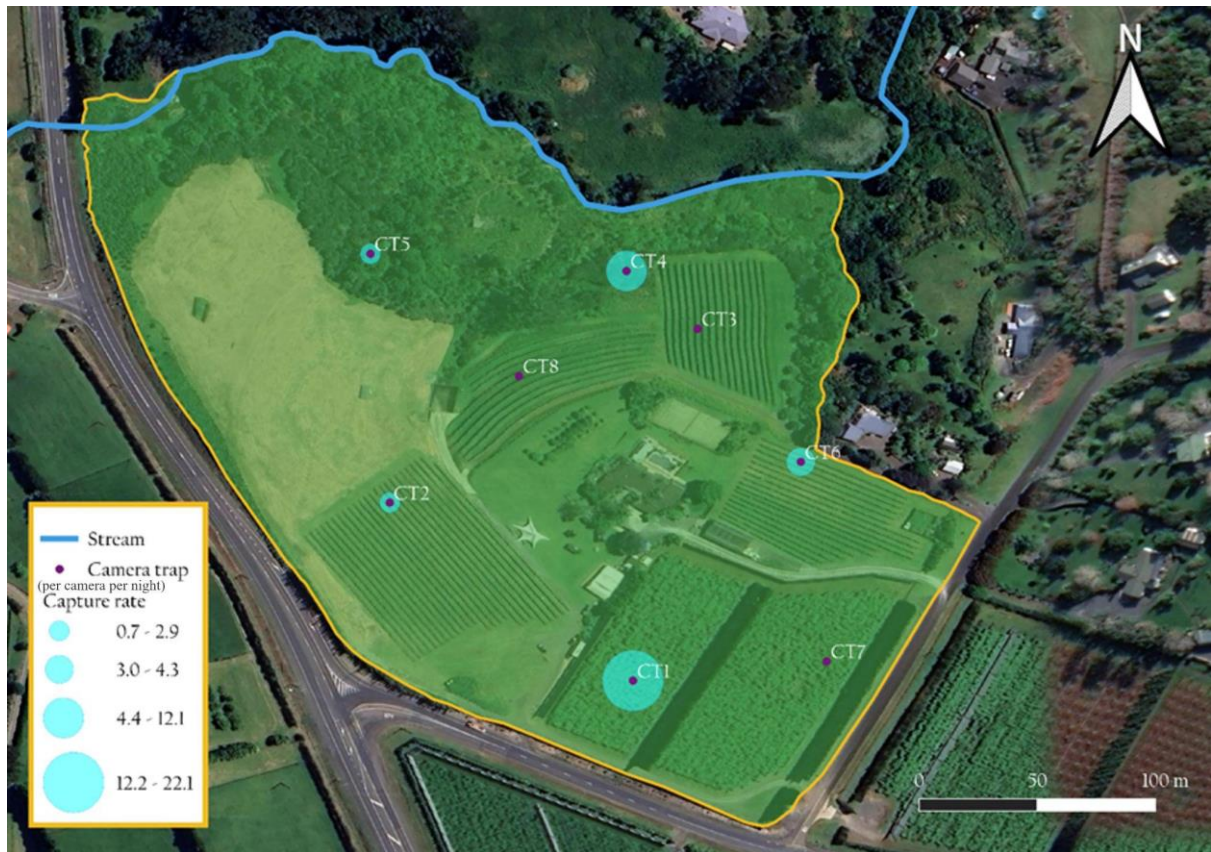 N
CT5
CT4
CT3
CT8
CT6
CT2
CT1
CT7
Stream
Camera trap
(per camera per night)
Capture rate
0.7 - 2.9
3.0 - 4.3
4.4 - 12.1
12.2 - 22.1
0 50 100 m